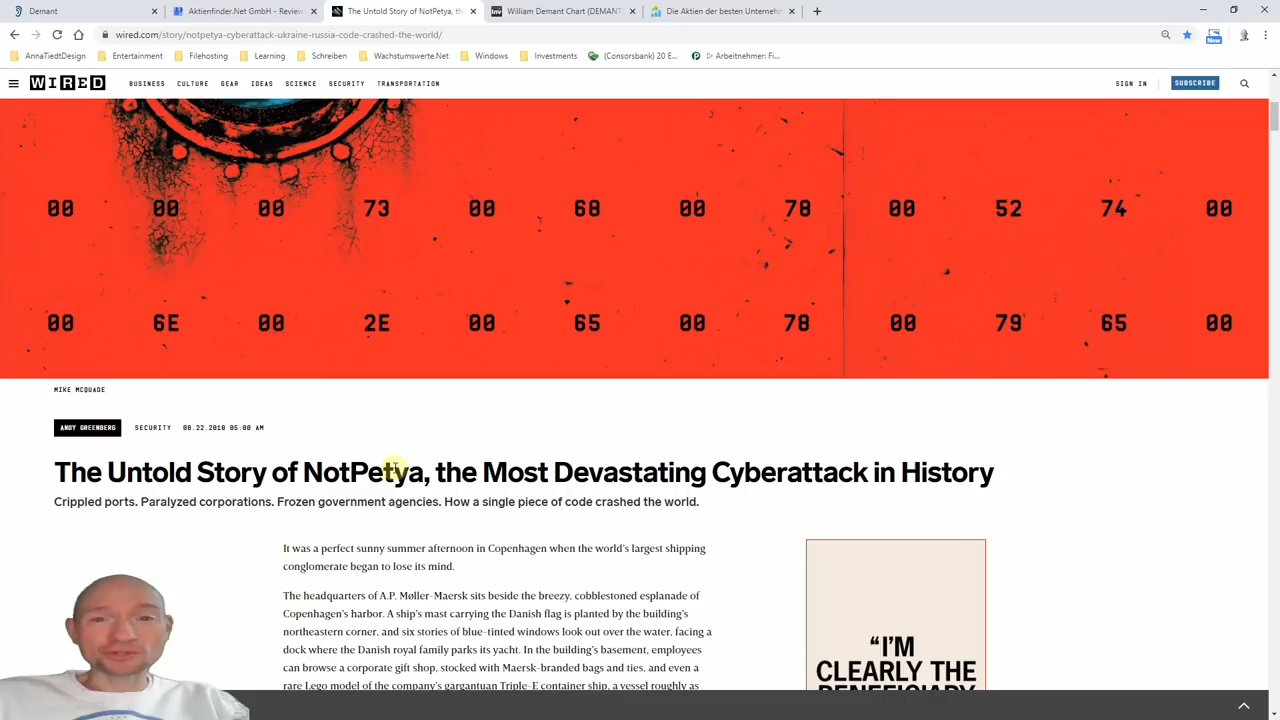 Demant
Aktienfinder.Net GmbH – Review
The Untold Story of NotPetya, the
William Demant Chart (DEMANT
Die Aktien der besten Unternehm
wired.com/story/notpetya-cyberattack-ukraine-russia-code-crashed-the-world/
AnnaTiedtDesign
Entertainment
Filehosting
Learning
Schreiben
Wachstumswerte.Net
Windows
Investments
(Consorsbank) 20 E...
▷ Arbeitnehmer: Fi...
WIRED
BUSINESS CULTURE GEAR IDEAS SCIENCE SECURITY TRANSPORTATION
SIGN IN
SUBSCRIBE
00 00 00 73 00 68 00 78 00 52 74 00
00 6E 00 2E 00 65 00 78 00 79 65 00
MIKE MCQUADE
ANDY GREENBERG SECURITY 08.22.2018 05:00 AM
The Untold Story of NotPetya, the Most Devastating Cyberattack in History
Crippled ports. Paralyzed corporations. Frozen government agencies. How a single piece of code crashed the world.
It was a perfect sunny summer afternoon in Copenhagen when the world's largest shipping
conglomerate began to lose its mind.
The headquarters of A.P. Møller-Maersk sits beside the breezy, cobblestoned esplanade of
Copenhagen's harbor. A ship's mast carrying the Danish flag is planted by the building's
northeastern corner, and six stories of blue-tinted windows look out over the water, facing a
dock where the Danish royal family parks its yacht. In the building's basement, employees
can browse a corporate gift shop, stocked with Maersk-branded bags and ties, and even a
rare Lego model of the company's gargantuan Triple-E container ship, a vessel roughly as
"I'M
CLEARLY THE
BENEFICIARY